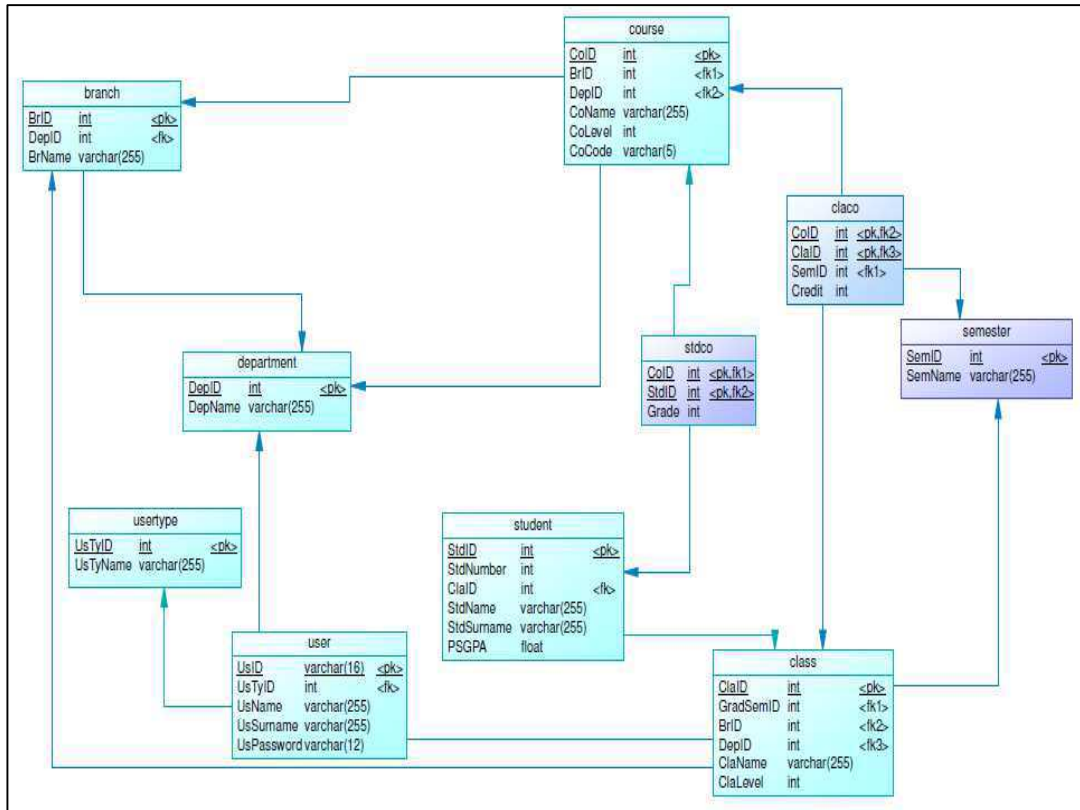 course
CoID int <pk>
BrID int <fk1>
DepID int <fk2>
CoName varchar(255)
CoLevel int
CoCode varchar(5)
branch
BrID int <pk>
DepID int <fk>
BrName varchar(255)
claco
CoID int <pk,fk2>
ClaID int <pk,fk3>
SemID int <fk1>
Credit int
semester
SemID int <pk>
SemName varchar(255)
stdco
CoID int <pk,fk1>
StdID int <pk,fk2>
Grade int
department
DepID int <pk>
DepName varchar(255)
usertype
UsTyID int <pk>
UsTyName varchar(255)
student
StdID int <pk>
StdNumber int
ClaID int <fk>
StdName varchar(255)
StdSurname varchar(255)
PSGPA float
user
UsID varchar(16) <pk>
UsTyID int <fk>
UsName varchar(255)
UsSurname varchar(255)
UsPassword varchar(12)
class
ClaID int <pk>
GradSemID int <fk1>
BrID int <fk2>
DepID int <fk3>
ClaName varchar(255)
ClaLevel int